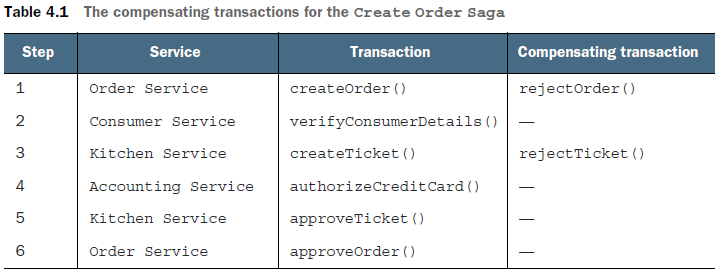 Table 4.1 The compensating transactions for the Create Order Saga
Step Service Transaction Compensating transaction
1 Order Service createOrder() rejectOrder()
2 Consumer Service verifyConsumerDetails() —
3 Kitchen Service createTicket() rejectTicket()
4 Accounting Service authorizeCreditCard() —
5 Kitchen Service approveTicket() —
6 Order Service approveOrder() —